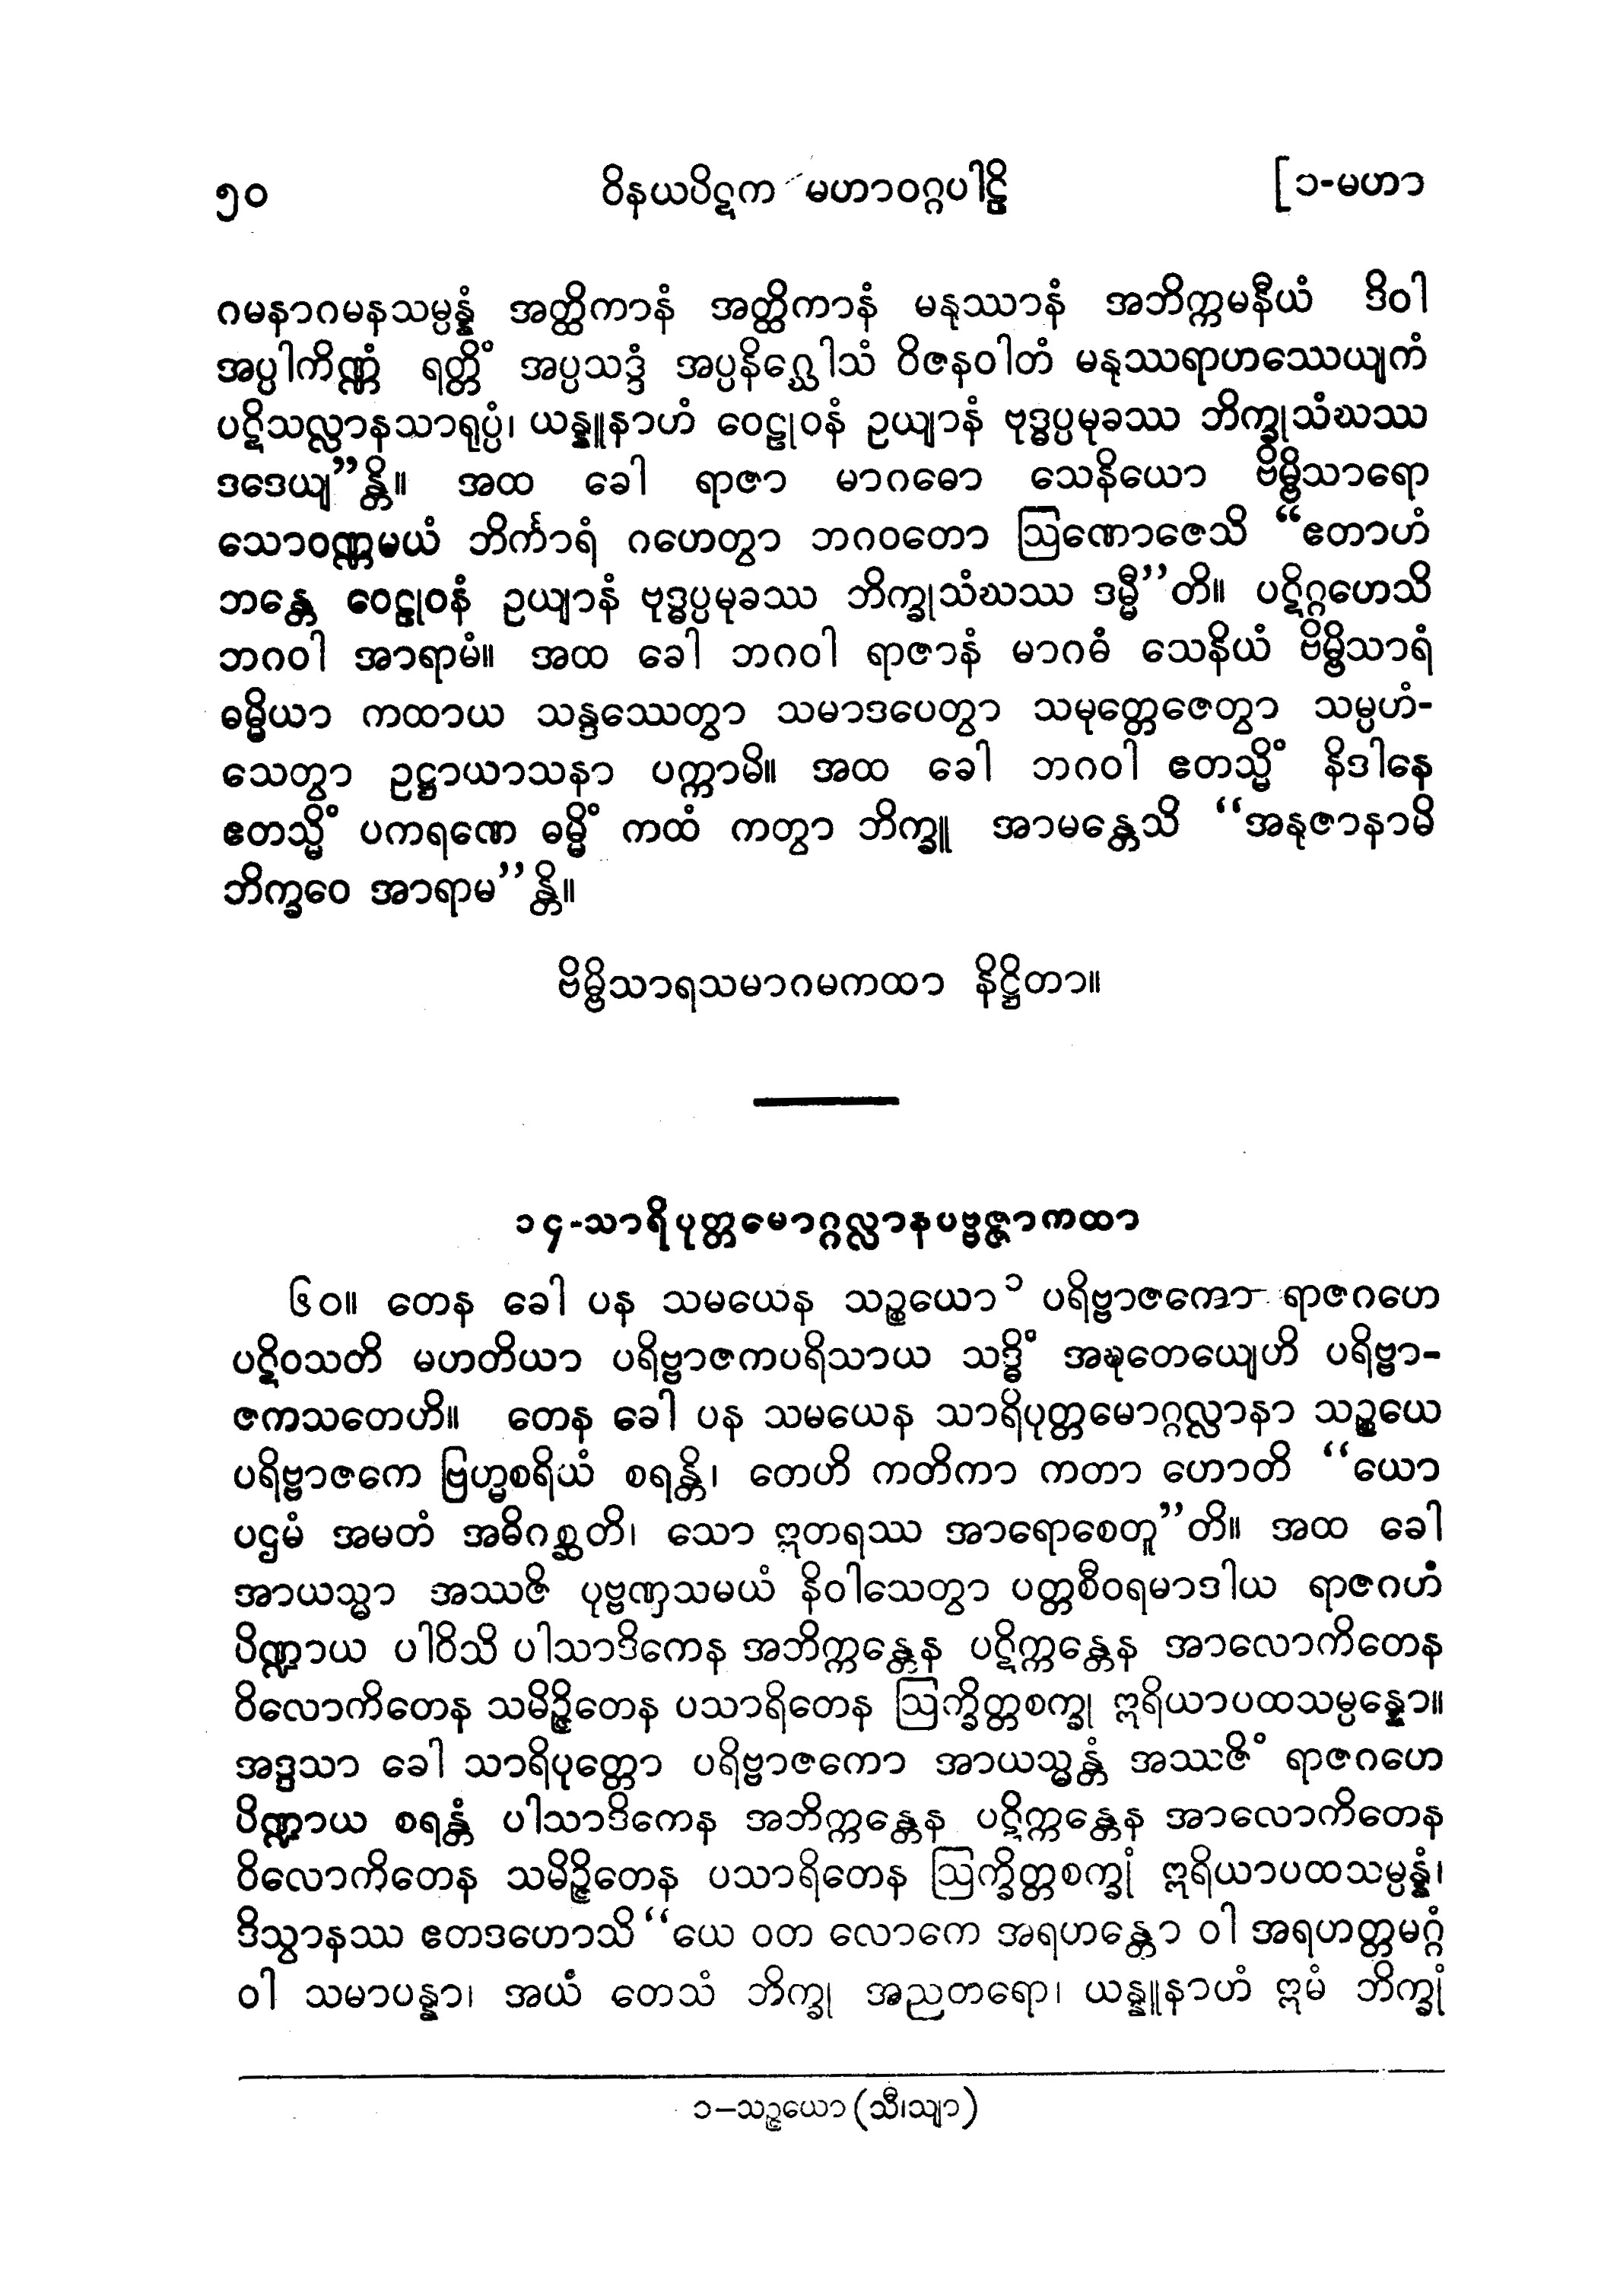 ၅၀ ဝိနယပိဋက မဟာဝဂ္ဂပါဠိ [၁-မဟာ
ဂမနာဂမနသမ္ပန္နံ အတ္ထိကာနံ အတ္ထိကာနံ မနုဿာနံ အဘိက္ကမနီယံ ဒိဝါ
အပ္ပါကိဏ္ဏံ ရတ္တိံ အပ္ပသဒ္ဒံ အပ္ပနိဂ္ဃေါသံ ဝိဇနဝါတံ မနုဿရာဟဿေယျကံ
ပဋိသလ္လာနသာရုပ္ပံ၊ ယန္နူနာဟံ ဝေဠုဝနံ ဥယျာနံ ဗုဒ္ဓပ္ပမုခဿ ဘိက္ခုသံဃဿ
ဒဒေယျ”န္တိ။ အထ ခေါ ရာဇာ မာဂဓော သေနိယော ဗိမ္ဗိသာရော
သောဝဏ္ဏမယံ ဘိင်္ကာရံ ဂဟေတွာ ဘဂဝတော ဩဏောဇေသိ “ဧတာဟံ
ဘန္တေ ဝေဠုဝနံ ဥယျာနံ ဗုဒ္ဓပ္ပမုခဿ ဘိက္ခုသံဃဿ ဒမ္မီ”တိ။ ပဋိဂ္ဂဟေသိ
ဘဂဝါ အာရာမံ။ အထ ခေါ ဘဂဝါ ရာဇာနံ မာဂဓံ သေနိယံ ဗိမ္ဗိသာရံ
ဓမ္မိယာ ကထာယ သန္ဒဿေတွာ သမာဒပေတွာ သမုတ္တေဇေတွာ သမ္ပဟံ-
သေတွာ ဥဋ္ဌာယာသနာ ပက္ကာမိ။ အထ ခေါ ဘဂဝါ ဧတသ္မိံ နိဒါနေ
ဧတသ္မိံ ပကရဏေ ဓမ္မိံ ကထံ ကတွာ ဘိက္ခူ အာမန္တေသိ “အနုဇာနာမိ
ဘိက္ခဝေ အာရာမ”န္တိ။
ဗိမ္ဗိသာရသမာဂမကထာ နိဋ္ဌိတာ။
၁၄-သာရိပုတ္တမောဂ္ဂလ္လာနပဗ္ဗဇ္ဇာကထာ
၆၀။ တေန ခေါ ပန သမယေန သဉ္စယော၁ ပရိဗ္ဗာဇကော ရာဇဂဟေ
ပဋိဝသတိ မဟတိယာ ပရိဗ္ဗာဇကပရိသာယ သဒ္ဓိံ အဍ္ဎတေယျေဟိ ပရိဗ္ဗာ-
ဇကသတေဟိ။ တေန ခေါ ပန သမယေန သာရိပုတ္တမောဂ္ဂလ္လာနာ သဉ္စယေ
ပရိဗ္ဗာဇကေ ဗြဟ္မစရိယံ စရန္တိ၊ တေဟိ ကတိကာ ကတာ ဟောတိ “ယော
ပဌမံ အမတံ အဓိဂစ္ဆတိ၊ သော ဣတရဿ အာရောစေတူ”တိ။ အထ ခေါ
အာယသ္မာ အဿဇိ ပုဗ္ဗဏှသမယံ နိဝါသေတွာ ပတ္တစီဝရမာဒါယ ရာဇဂဟံ
ပိဏ္ဍာယ ပါဝိသိ ပါသာဒိကေန အဘိက္ကန္တေန ပဋိက္ကန္တေန အာလောကိတေန
ဝိလောကိတေန သမိဉ္ဇိတေန ပသာရိတေန ဩက္ခိတ္တစက္ခု ဣရိယာပထသမ္ပန္နော။
အဒ္ဒသာ ခေါ သာရိပုတ္တော ပရိဗ္ဗာဇကော အာယသ္မန္တံ အဿဇိံ ရာဇဂဟေ
ပိဏ္ဍာယ စရန္တံ ပါသာဒိကေန အဘိက္ကန္တေန ပဋိက္ကန္တေန အာလောကိတေန
ဝိလောကိတေန သမိဉ္ဇိတေန ပသာရိတေန ဩက္ခိတ္တစက္ခုံ ဣရိယာပထသမ္ပန္နံ၊
ဒိသွာနဿ ဧတဒဟောသိ “ယေ ဝတ လောကေ အရဟန္တော ဝါ အရဟတ္တမဂ္ဂံ
ဝါ သမာပန္နာ၊ အယံ တေသံ ဘိက္ခု အညတရော၊ ယန္နူနာဟံ ဣမံ ဘိက္ခုံ
၁–သဉ္ဇယော (သီ၊သျာ)